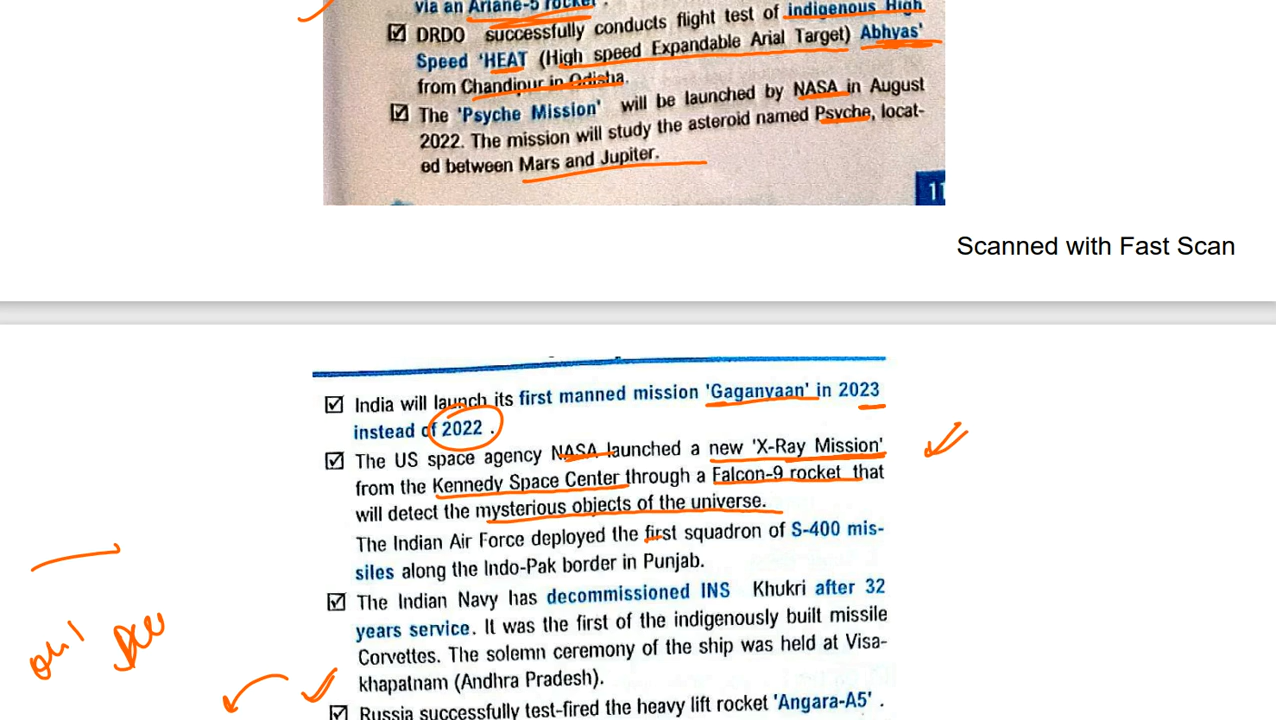 via an Ariane-5 rocket .
DRDO successfully conducts flight test of indigenous High
Speed 'HEAT (High speed Expandable Arial Target) Abhyas'
from Chandipur in Odisha.
The 'Psyche Mission' will be launched by NASA in August
2022. The mission will study the asteroid named Psyche, locat-
ed between Mars and Jupiter.
11
Scanned with Fast Scan
India will launch its first manned mission 'Gaganyaan' in 2023
instead of 2022 .
The US space agency NASA launched a new 'X-Ray Mission'
from the Kennedy Space Center through a Falcon-9 rocket that
will detect the mysterious objects of the universe.
The Indian Air Force deployed the first squadron of S-400 mis-
siles along the Indo-Pak border in Punjab.
The Indian Navy has decommissioned INS Khukri after 32
years service. It was the first of the indigenously built missile
Corvettes. The solemn ceremony of the ship was held at Visa-
khapatnam (Andhra Pradesh).
Russia successfully test-fired the heavy lift rocket 'Angara-A5' .